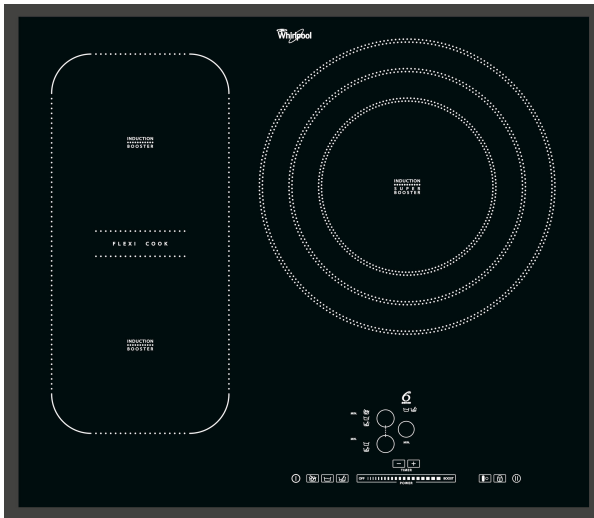 Whirlpool
INDUCTION
BOOSTER
INDUCTION
SUPER
BOOSTER
FLEXI COOK
INDUCTION
BOOSTER
6
TIMER
OFF
BOOST
POWER